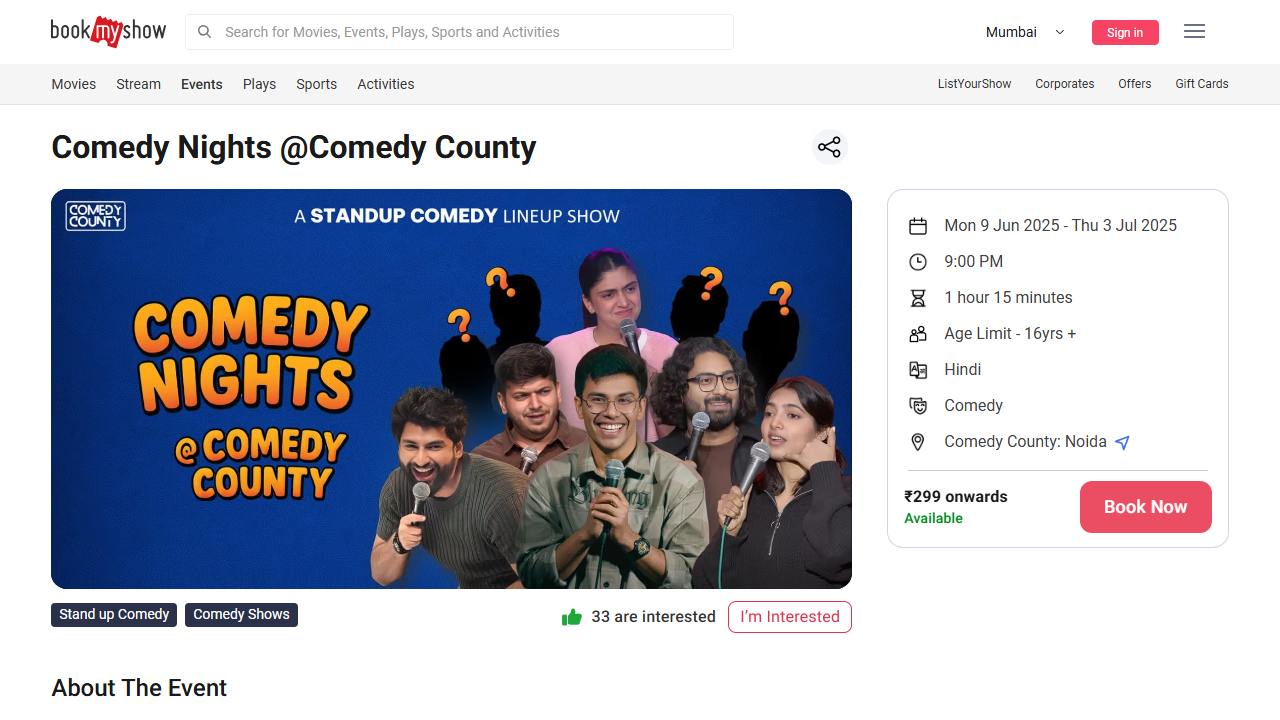 book my show
Search for Movies, Events, Plays, Sports and Activities
Mumbai
Sign in
Movies
Stream
Events
Plays
Sports
Activities
ListYourShow
Corporates
Offers
Gift Cards
Comedy Nights @Comedy County
COMEDY
COUNTY
A STANDUP COMEDY LINEUP SHOW
? ? ? ?
COMEDY
NIGHTS
@ COMEDY
COUNTY
Mon 9 Jun 2025 - Thu 3 Jul 2025
9:00 PM
1 hour 15 minutes
Age Limit - 16yrs +
Hindi
Comedy
Comedy County: Noida
₹299 onwards
Available
Book Now
Stand up Comedy
Comedy Shows
33 are interested
I'm Interested
About The Event